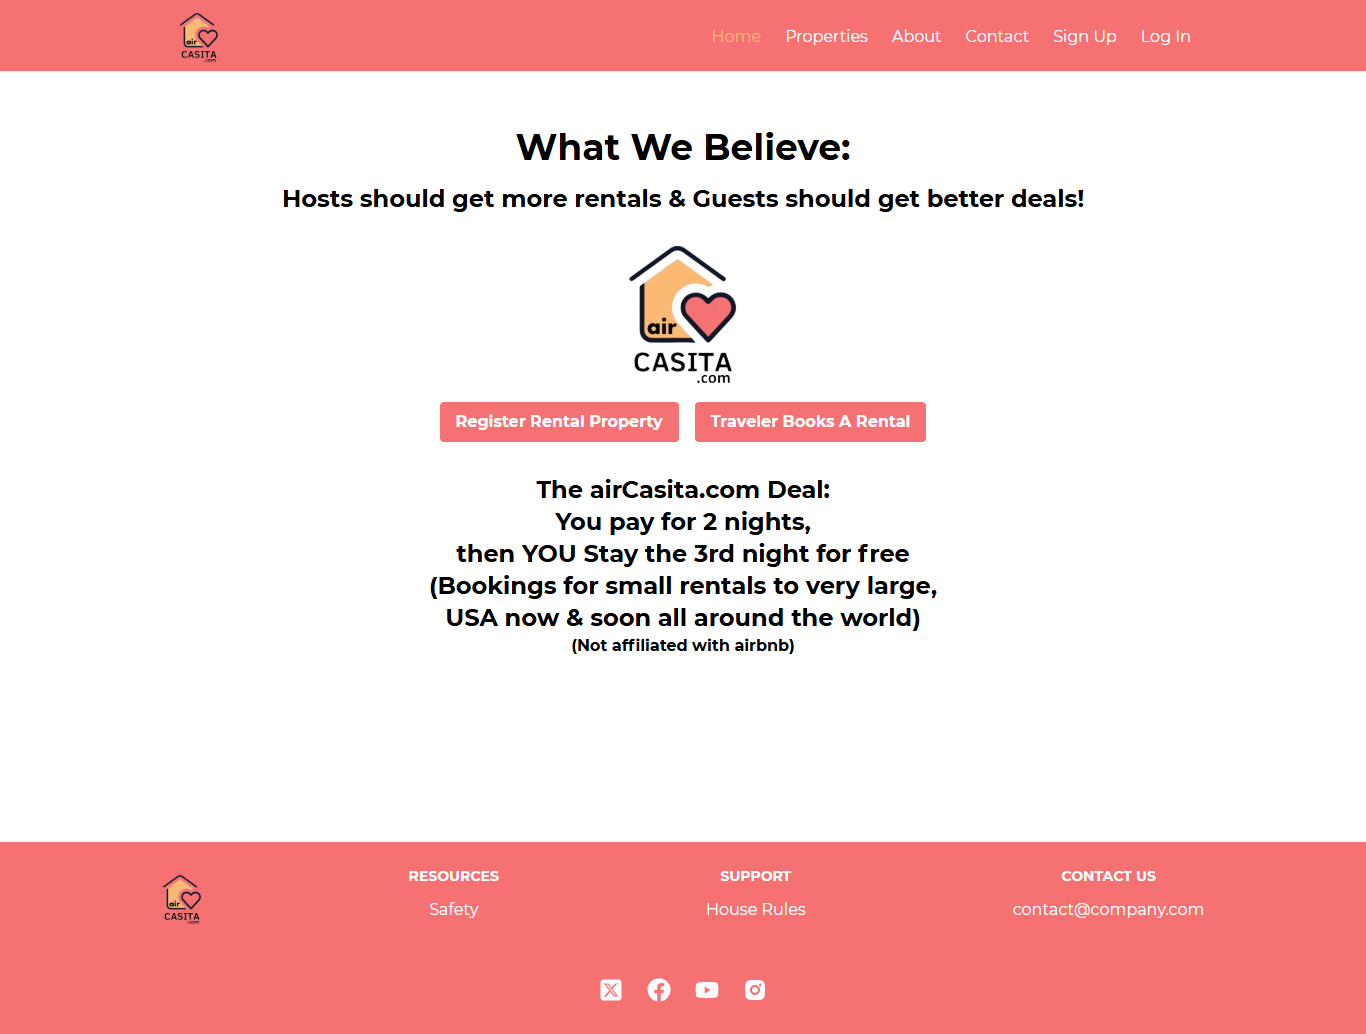 air
CASITA
.com
Home Properties About Contact Sign Up Log In
What We Believe:
Hosts should get more rentals & Guests should get better deals!
air
CASITA
.com
Register Rental Property Traveler Books A Rental
The airCasita.com Deal:
You pay for 2 nights,
then YOU Stay the 3rd night for free
(Bookings for small rentals to very large,
USA now & soon all around the world)
(Not affiliated with airbnb)
air
CASITA
.com
RESOURCES SUPPORT CONTACT US
Safety House Rules contact@company.com